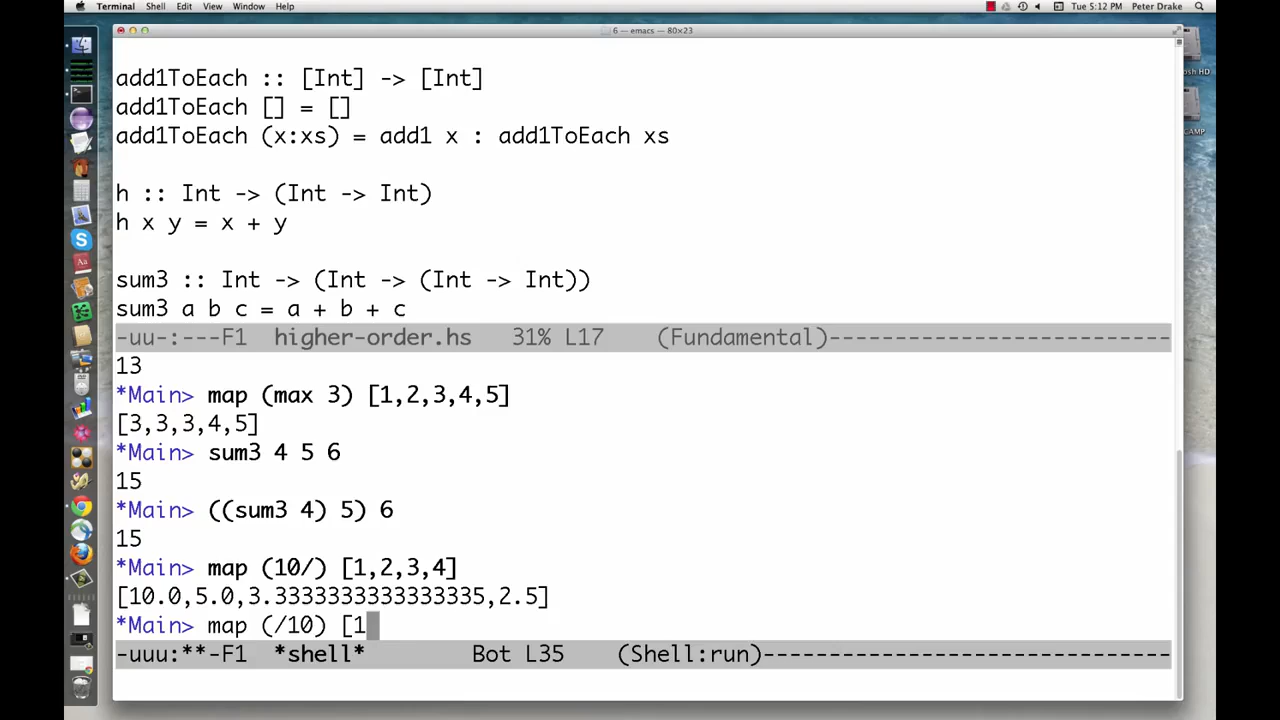 Terminal Shell Edit View Window Help Tue 5:12 PM Peter Drake
6 — emacs — 80×23
add1ToEach :: [Int] -> [Int]
add1ToEach [] = []
add1ToEach (x:xs) = add1 x : add1ToEach xs
h :: Int -> (Int -> Int)
h x y = x + y
sum3 :: Int -> (Int -> (Int -> Int))
sum3 a b c = a + b + c
-uu-:---F1 higher-order.hs 31% L17 (Fundamental)--------------------------
13
*Main> map (max 3) [1,2,3,4,5]
[3,3,3,4,5]
*Main> sum3 4 5 6
15
*Main> ((sum3 4) 5) 6
15
*Main> map (10/) [1,2,3,4]
[10.0,5.0,3.3333333333333335,2.5]
*Main> map (/10) [1
-uuu:**-F1 *shell* Bot L35 (Shell:run)-------------------------------
osh HD
CAMP